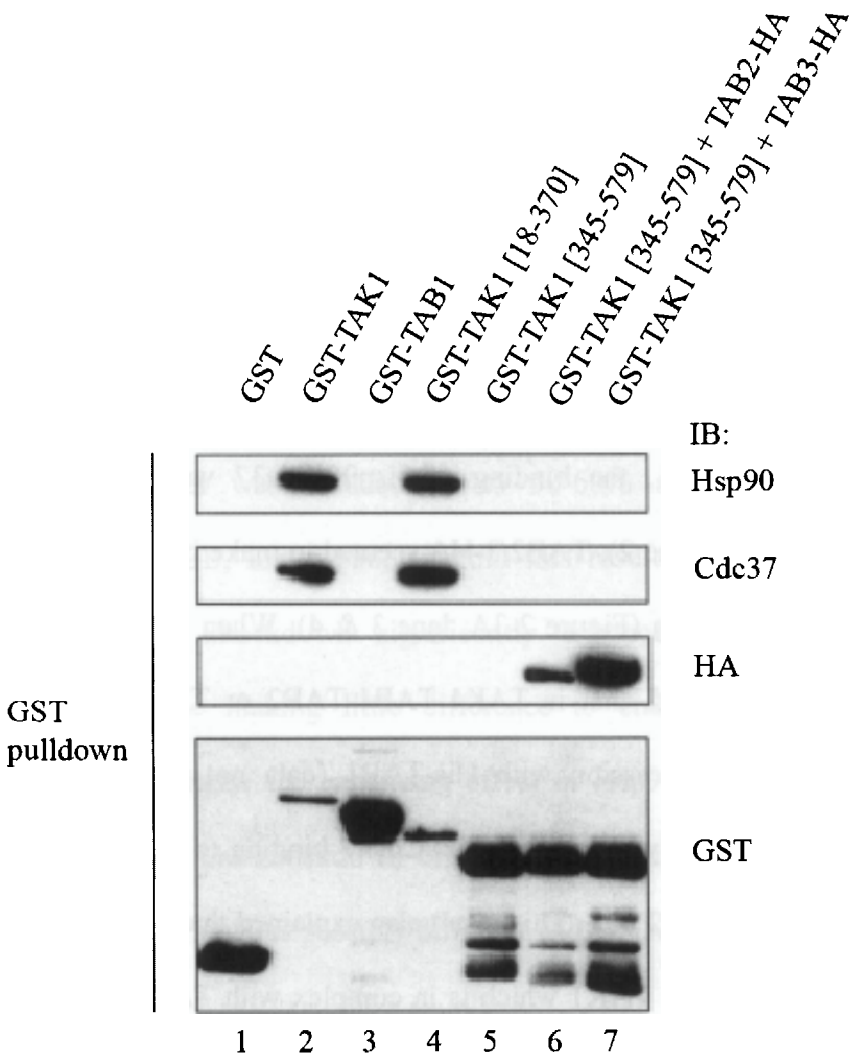 GST
GST-TAK1
GST-TAB1
GST-TAK1 [18-370]
GST-TAK1 [345-579]
GST-TAK1 [345-579] + TAB2-HA
GST-TAK1 [345-579] + TAB3-HA
IB:
Hsp90
Cdc37
HA
GST
pulldown
GST
1 2 3 4 5 6 7